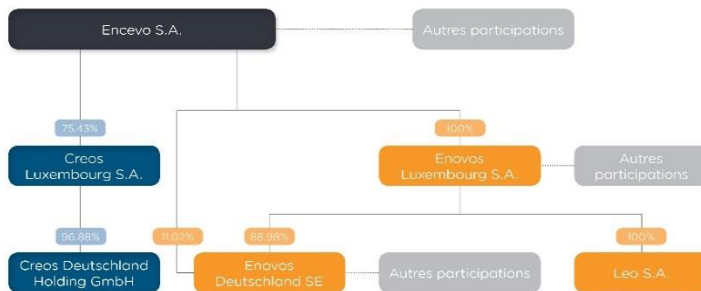 Encevo S.A.
Autres participations
75.43%
100%
Creos
Luxembourg S.A.
Enovos
Luxembourg S.A.
Autres
participations
96.88%
11.02%
88.98%
100%
Creos Deutschland
Holding GmbH
Enovos
Deutschland SE
Autres participations
Leo S.A.